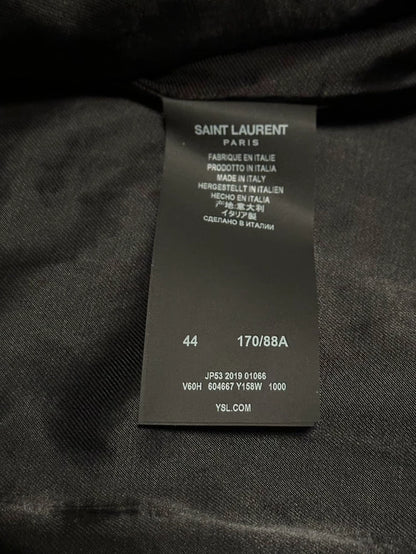 SAINT LAURENT
PARIS
FABRIQUE EN ITALIE
PRODOTTO IN ITALIA
MADE IN ITALY
HERGESTELLT IN ITALIEN
HECHO EN ITALIA
产地:意大利
イタリア製
СДЕЛАНО В ИТАЛИИ
44 170/88A
JP53 2019 01066
V60H 604667 Y158W 1000
YSL.COM